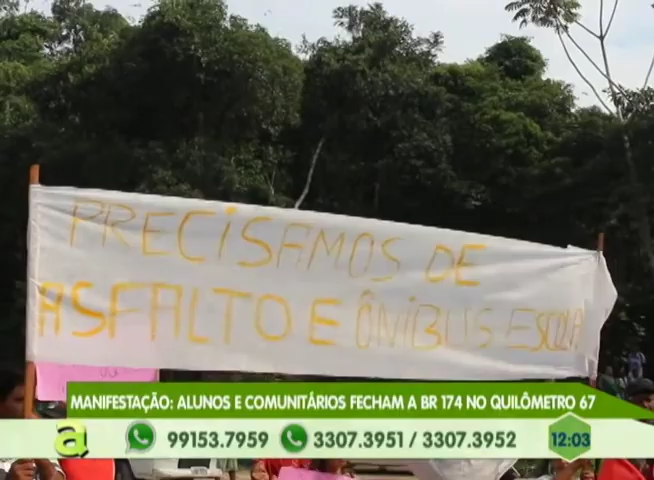 PRECISAMOS DE
ASFALTO E ÔNIBUS ESCOLA
MANIFESTAÇÃO: ALUNOS E COMUNITÁRIOS FECHAM A BR 174 NO QUILÔMETRO 67
a 99153.7959 3307.3951 / 3307.3952 12:03